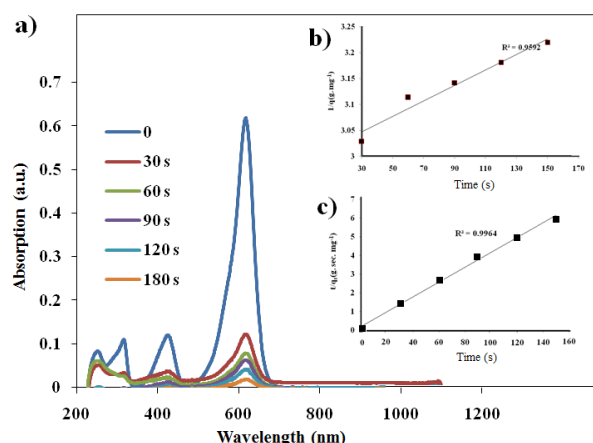 a)
Absorption (a.u.)
0.7
0.6
0.5
0.4
0.3
0.2
0.1
0
200
400
600
800
1000
1200
Wavelength (nm)
0
30 s
60 s
90 s
120 s
180 s
b)
1/q(g.mg-1)
3.25
3.2
3.15
3.1
3.05
3
30
50
70
90
110
130
150
170
R² = 0.9592
Time (s)
c)
t/qt(g.sec. mg-1)
7
6
5
4
3
2
1
0
0
20
40
60
80
100
120
140
160
R² = 0.9964
Time (s)